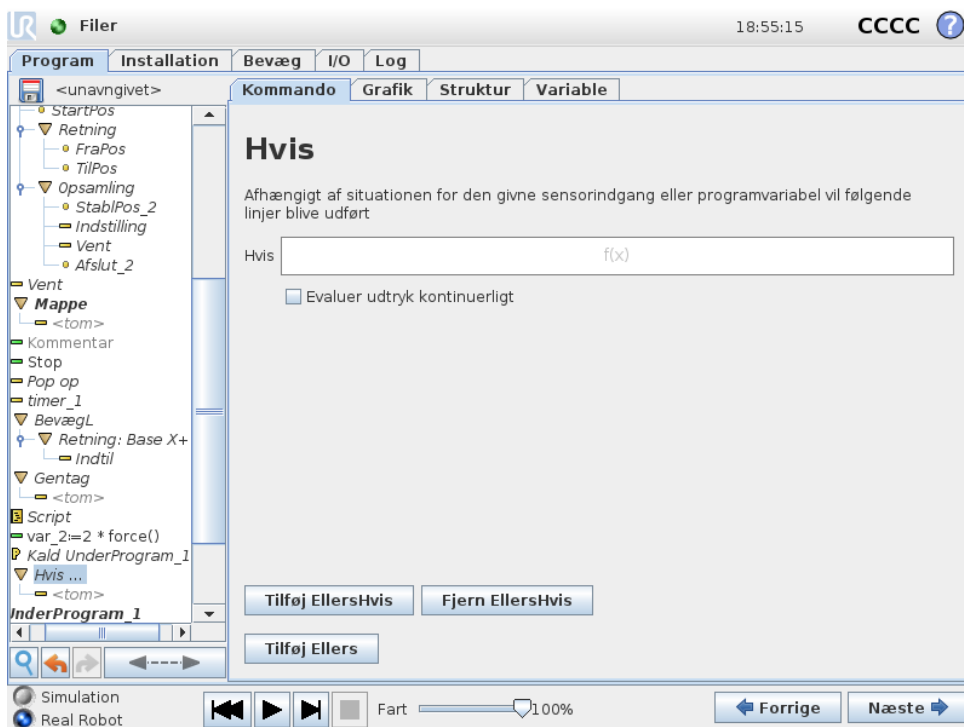 UR Filer 18:55:15 CCCC ?
Program Installation Bevæg I/O Log
<unavngivet>
Kommando Grafik Struktur Variable
StartPos
Retning
FraPos
TilPos
Opsamling
StablPos_2
Indstilling
Vent
Afslut_2
Vent
Mappe
<tom>
Kommentar
Stop
Pop op
timer_1
BevægL
Retning: Base X+
Indtil
Gentag
<tom>
Script
var_2:=2 * force()
P Kald UnderProgram_1
Hvis ...
<tom>
UnderProgram_1
Hvis
Afhængigt af situationen for den givne sensorindgang eller programvariabel vil følgende
linjer blive udført
Hvis f(x)
Evaluer udtryk kontinuerligt
Tilføj EllersHvis Fjern EllersHvis
Tilføj Ellers
Simulation
Real Robot
Fart 100%
Forrige Næste